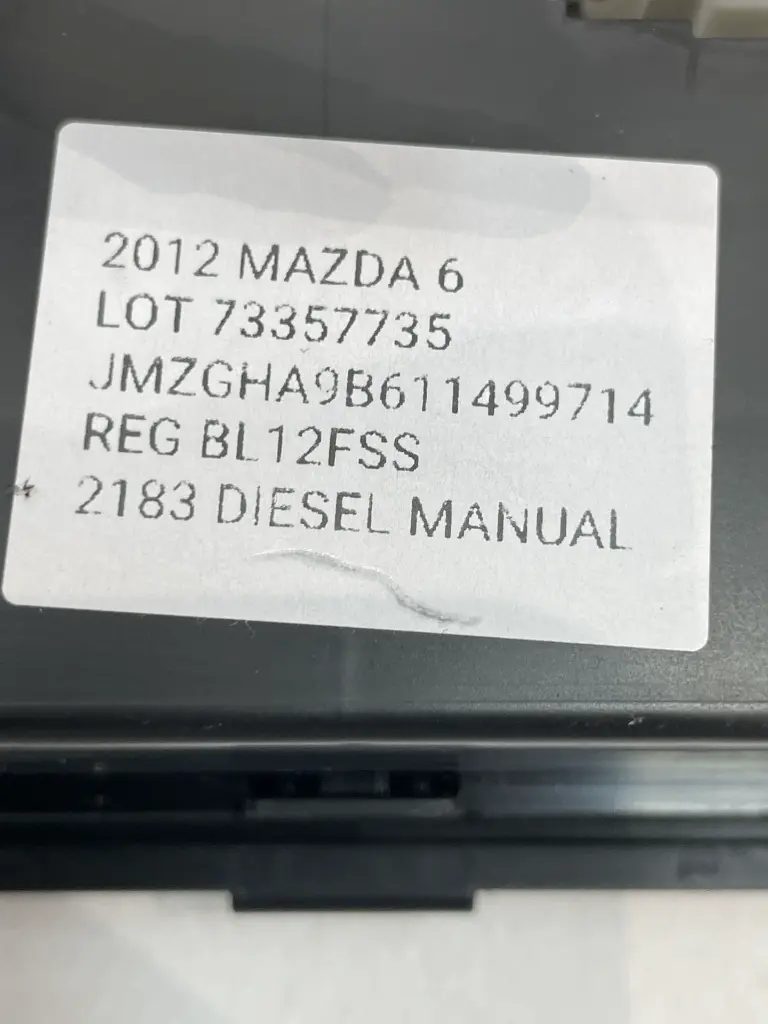 2012 MAZDA 6
LOT 73357735
JMZGHA9B611499714
REG BL12FSS
2183 DIESEL MANUAL